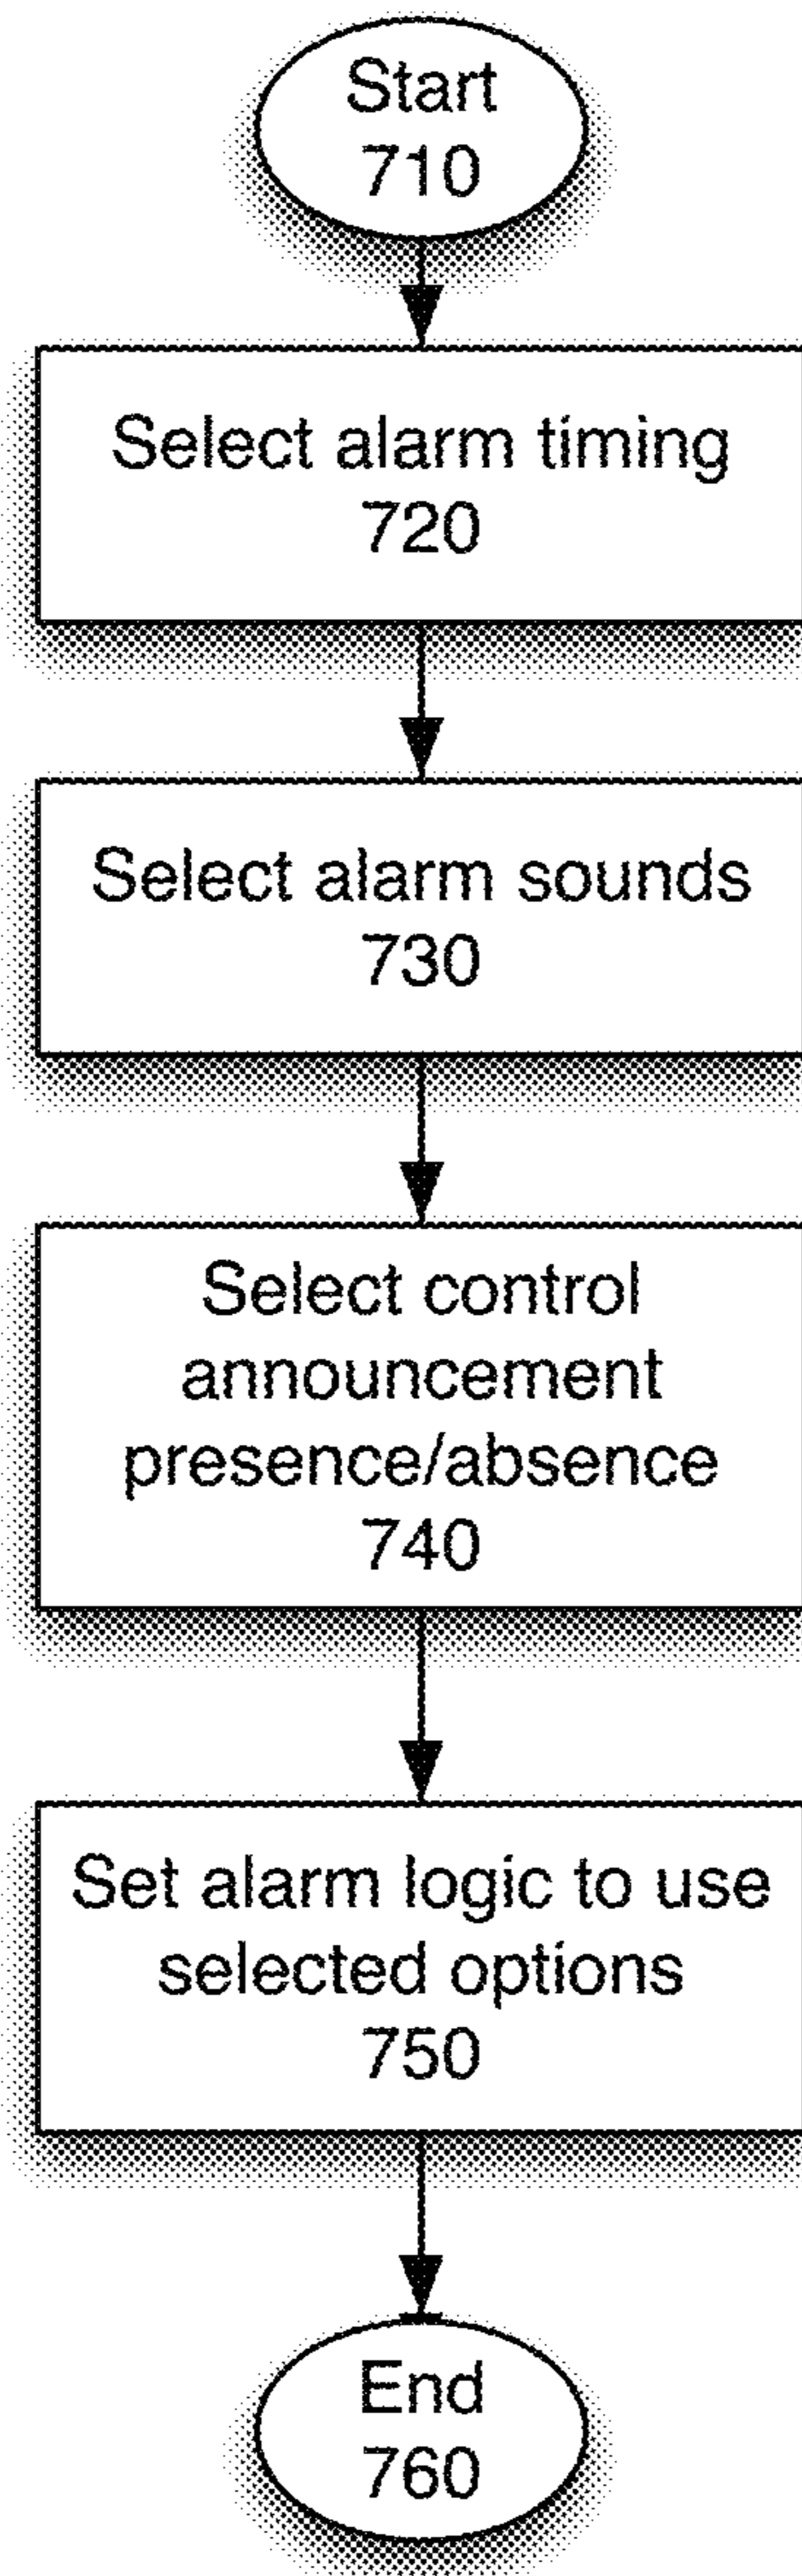 Start
710
Select alarm timing
720
Select alarm sounds
730
Select control
announcement
presence/absence
740
Set alarm logic to use
selected options
750
End
760